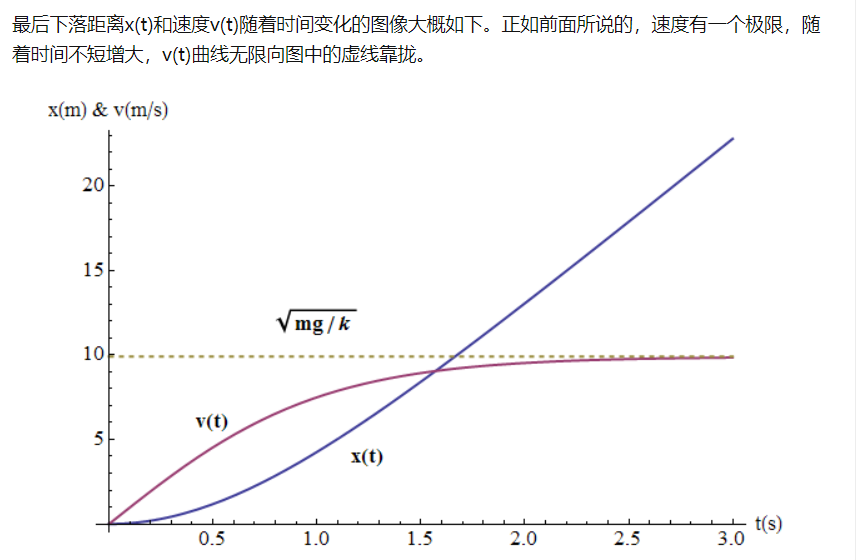 最后下落距离x(t)和速度v(t)随着时间变化的图像大概如下。正如前面所说的，速度有一个极限，随
着时间不短增大，v(t)曲线无限向图中的虚线靠拢。
x(m) & v(m/s)
20
15
√mg/k
10
v(t)
5
x(t)
t(s)
0.5 1.0 1.5 2.0 2.5 3.0